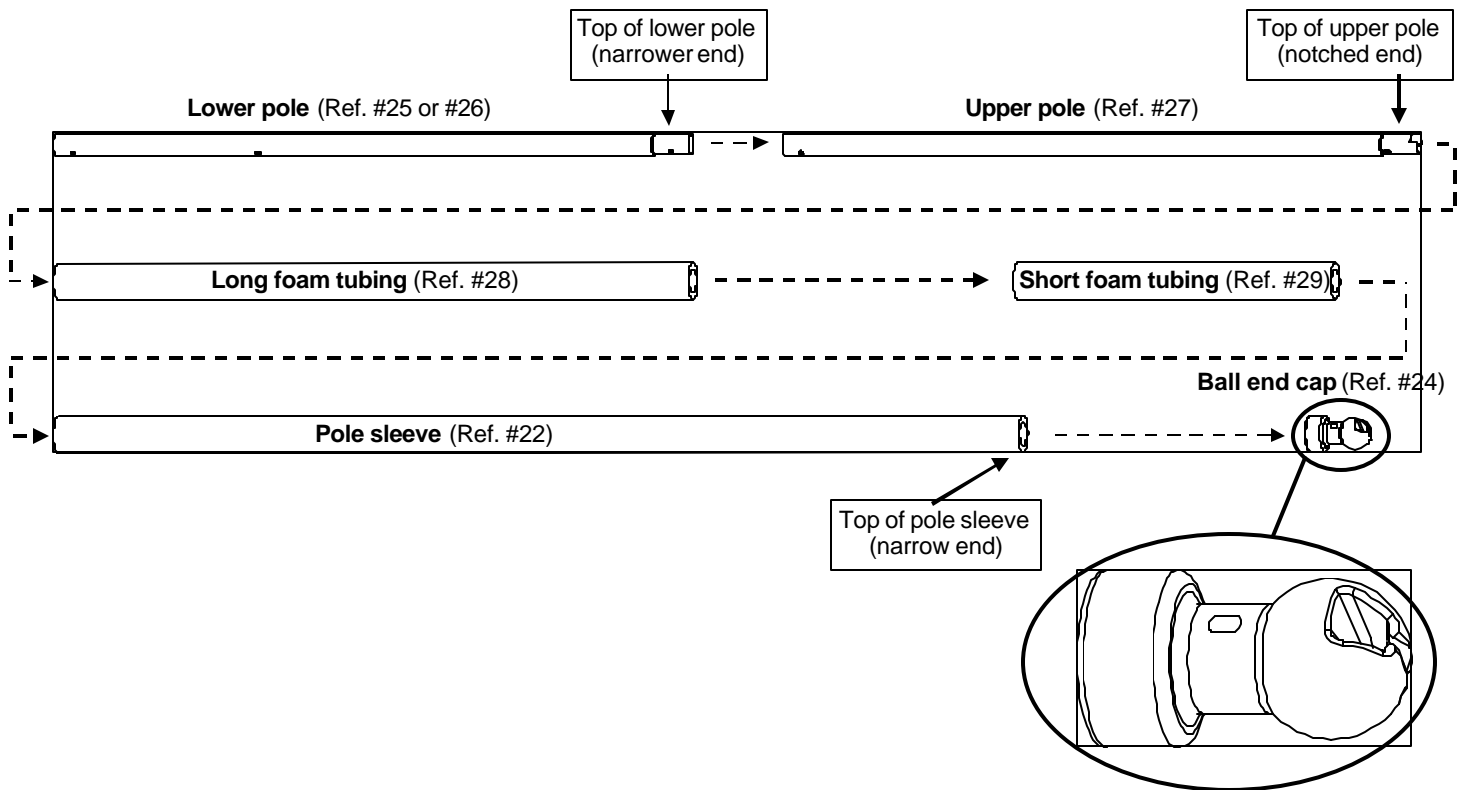 Top of lower pole
(narrower end)
Top of upper pole
(notched end)
Lower pole (Ref. #25 or #26)
Upper pole (Ref. #27)
Long foam tubing (Ref. #28)
Short foam tubing (Ref. #29)
Ball end cap (Ref. #24)
Pole sleeve (Ref. #22)
Top of pole sleeve
(narrow end)